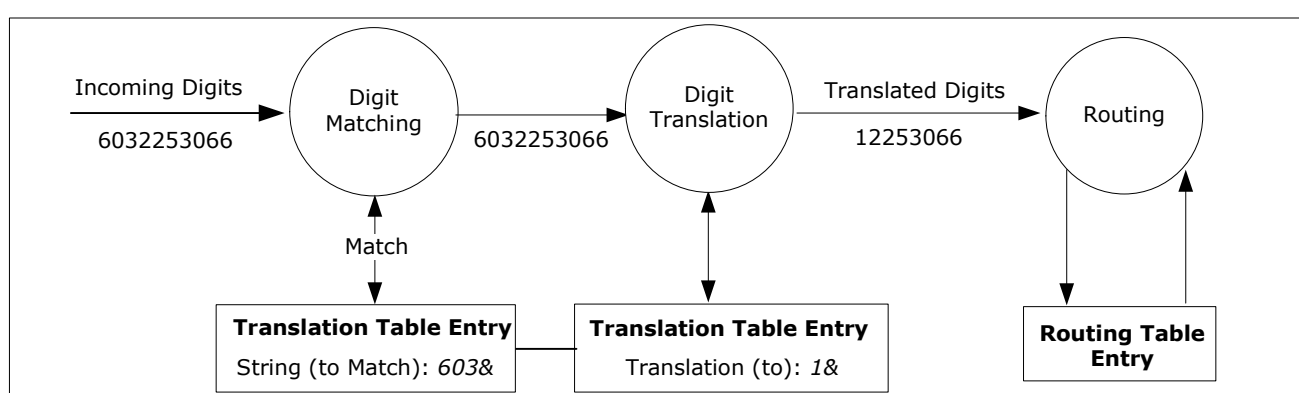 Incoming Digits
6032253066
Digit
Matching
6032253066
Digit
Translation
Translated Digits
12253066
Routing
Match
Translation Table Entry
String (to Match): 603&
Translation Table Entry
Translation (to): 1&
Routing Table
Entry